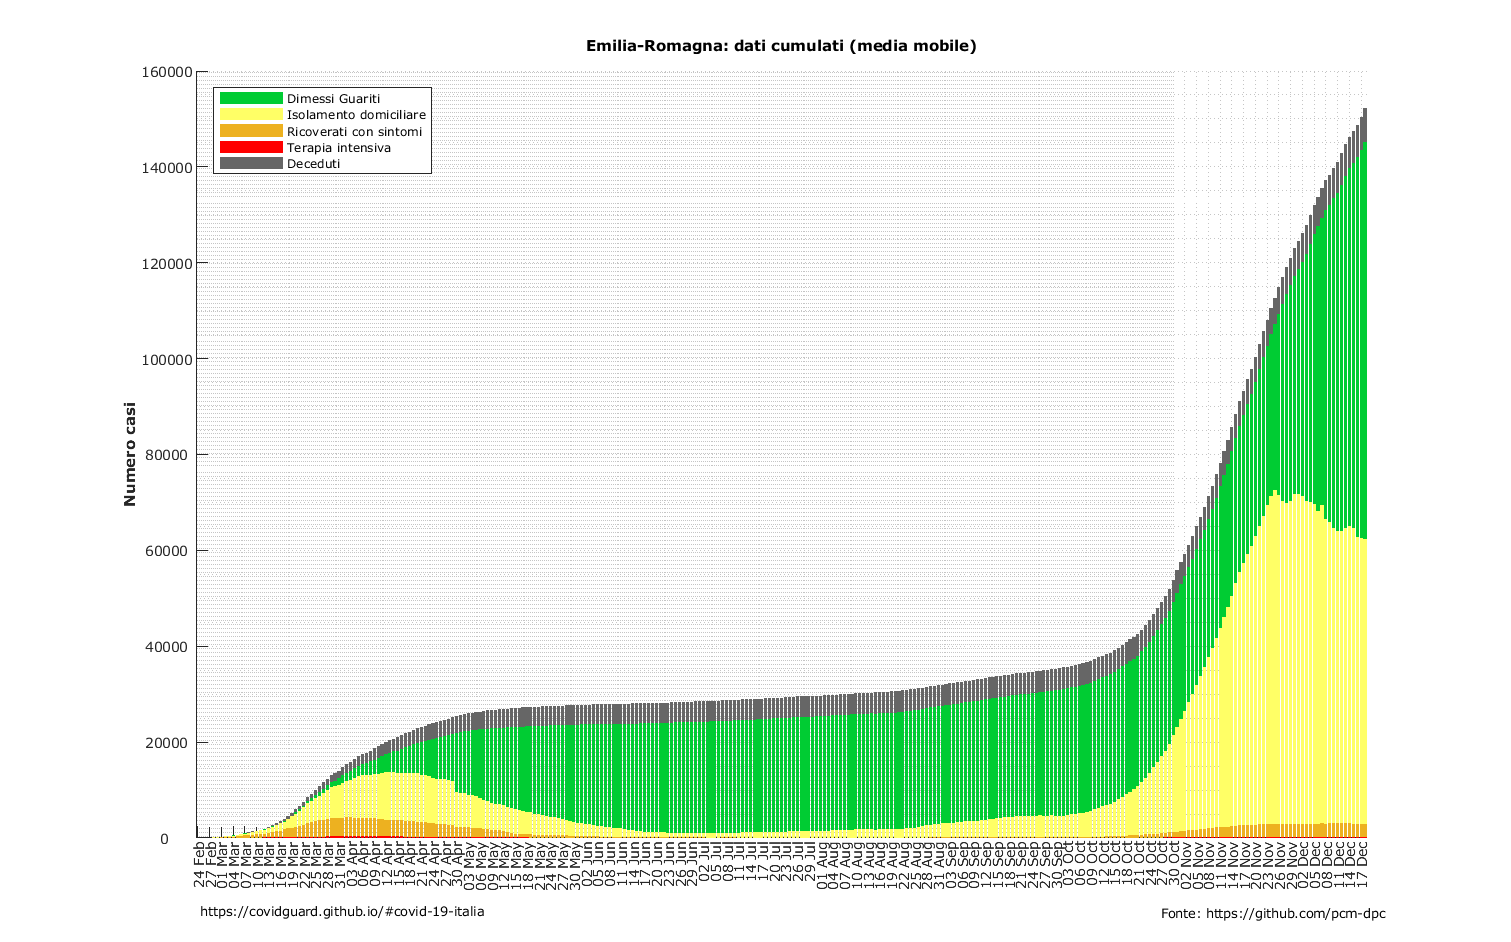 Emilia-Romagna: dati cumulati (media mobile)
160000
140000
120000
100000
80000
60000
40000
20000
0
Numero casi
Dimessi Guariti
Isolamento domiciliare
Ricoverati con sintomi
Terapia intensiva
Deceduti
24 Feb
27 Feb
01 Mar
04 Mar
07 Mar
10 Mar
13 Mar
16 Mar
19 Mar
22 Mar
25 Mar
28 Mar
31 Mar
03 Apr
06 Apr
09 Apr
12 Apr
15 Apr
18 Apr
21 Apr
24 Apr
27 Apr
30 Apr
03 May
06 May
09 May
12 May
15 May
18 May
21 May
24 May
27 May
30 May
02 Jun
05 Jun
08 Jun
11 Jun
14 Jun
17 Jun
20 Jun
23 Jun
26 Jun
29 Jun
02 Jul
05 Jul
08 Jul
11 Jul
14 Jul
17 Jul
20 Jul
23 Jul
26 Jul
29 Jul
01 Aug
04 Aug
07 Aug
10 Aug
13 Aug
16 Aug
19 Aug
22 Aug
25 Aug
28 Aug
31 Aug
03 Sep
06 Sep
09 Sep
12 Sep
15 Sep
18 Sep
21 Sep
24 Sep
27 Sep
30 Sep
03 Oct
06 Oct
09 Oct
12 Oct
15 Oct
18 Oct
21 Oct
24 Oct
27 Oct
30 Oct
02 Nov
05 Nov
08 Nov
11 Nov
14 Nov
17 Nov
20 Nov
23 Nov
26 Nov
29 Nov
02 Dec
05 Dec
08 Dec
11 Dec
14 Dec
17 Dec
https://covidguard.github.io/#covid-19-italia
Fonte: https://github.com/pcm-dpc